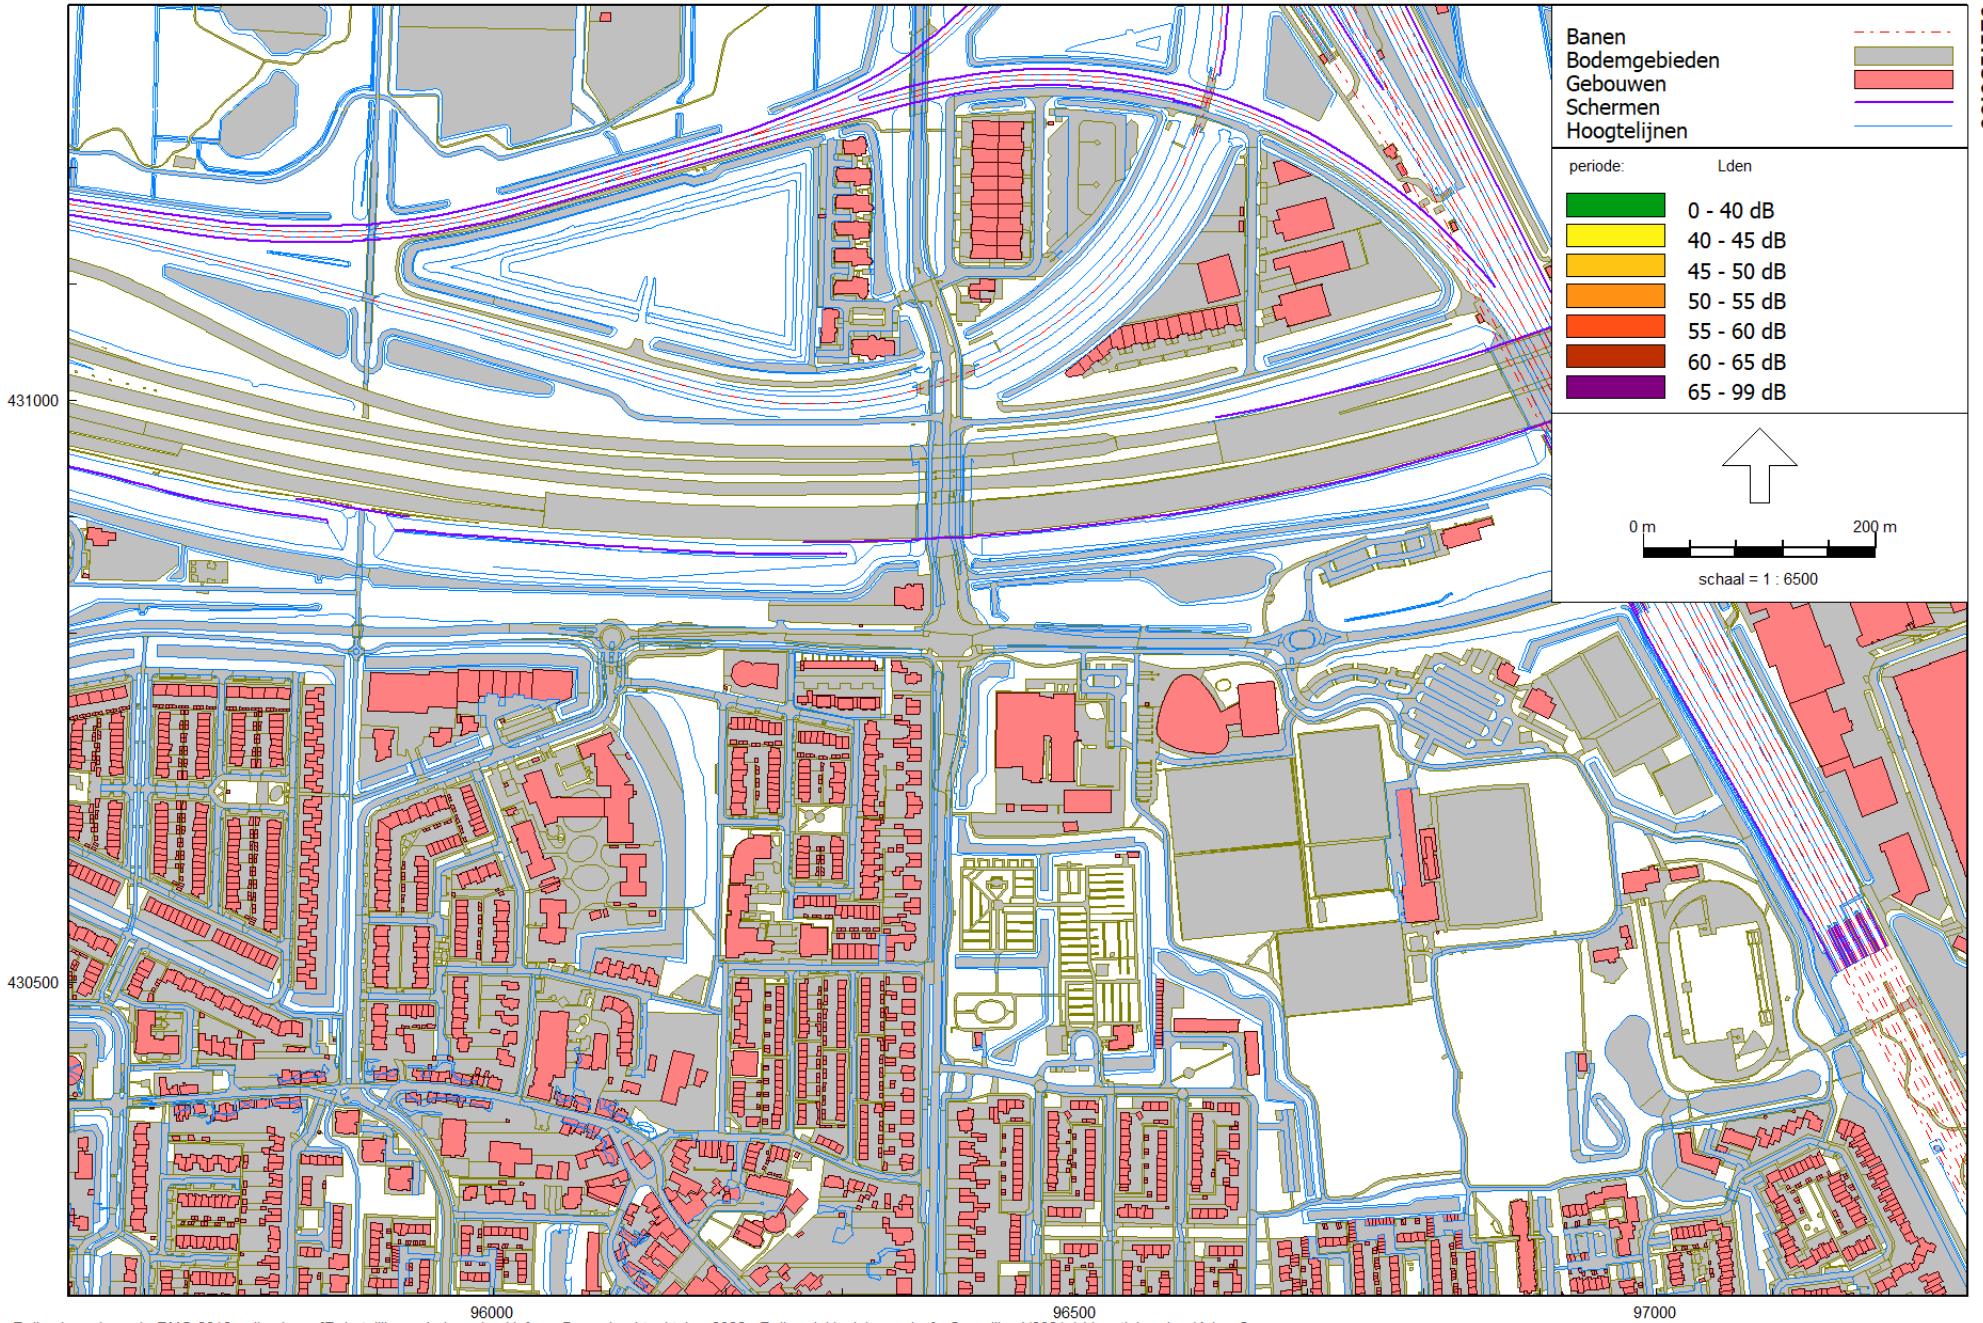 Banen
Bodemgebieden
Gebouwen
Schermen
Hoogtelijnen
periode: Lden
0 - 40 dB
40 - 45 dB
45 - 50 dB
50 - 55 dB
55 - 60 dB
60 - 65 dB
65 - 99 dB
0 m 200 m
schaal = 1 : 6500
431000
430500
96000
96500
97000